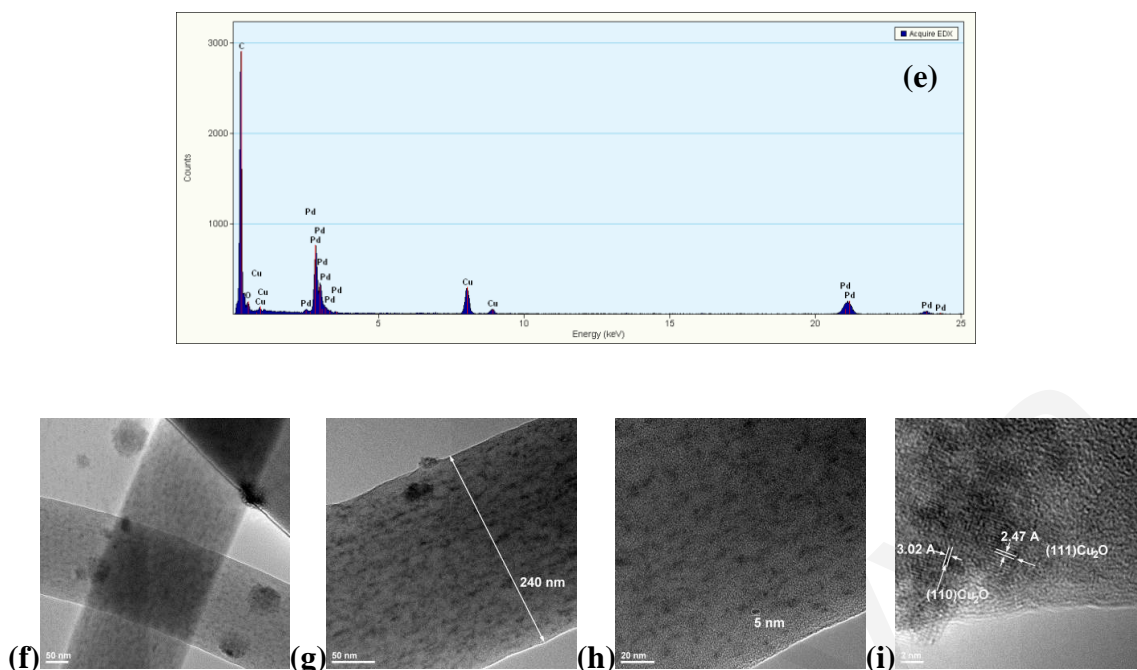 3000
2000
1000
Counts
C
Acquire EDX
(e)
Pd
Pd
Pd
Pd
Pd
Pd
Pd
Pd
Cu
Cu
Cu
O
Cu
Cu
Pd
Pd
Pd
Pd
5
10
15
20
25
Energy (keV)
(f)
50 nm
(g)
240 nm
50 nm
(h)
5 nm
20 nm
(i)
3.02 A
2.47 A
(111)Cu₂O
(110)Cu₂O
2 nm